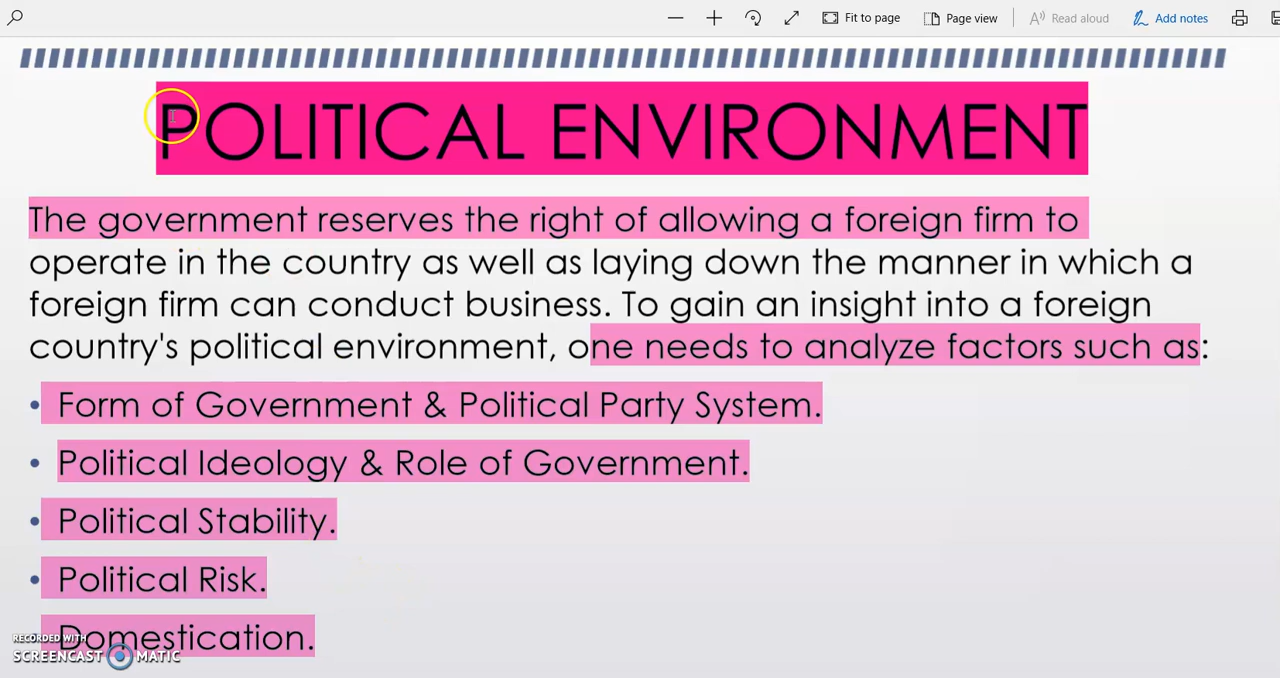 Fit to page Page view Read aloud Add notes
POLITICAL ENVIRONMENT
The government reserves the right of allowing a foreign firm to
operate in the country as well as laying down the manner in which a
foreign firm can conduct business. To gain an insight into a foreign
country's political environment, one needs to analyze factors such as:
• Form of Government & Political Party System.
• Political Ideology & Role of Government.
• Political Stability.
• Political Risk.
Domestication.
RECORDED WITH
SCREENCAST MATIC